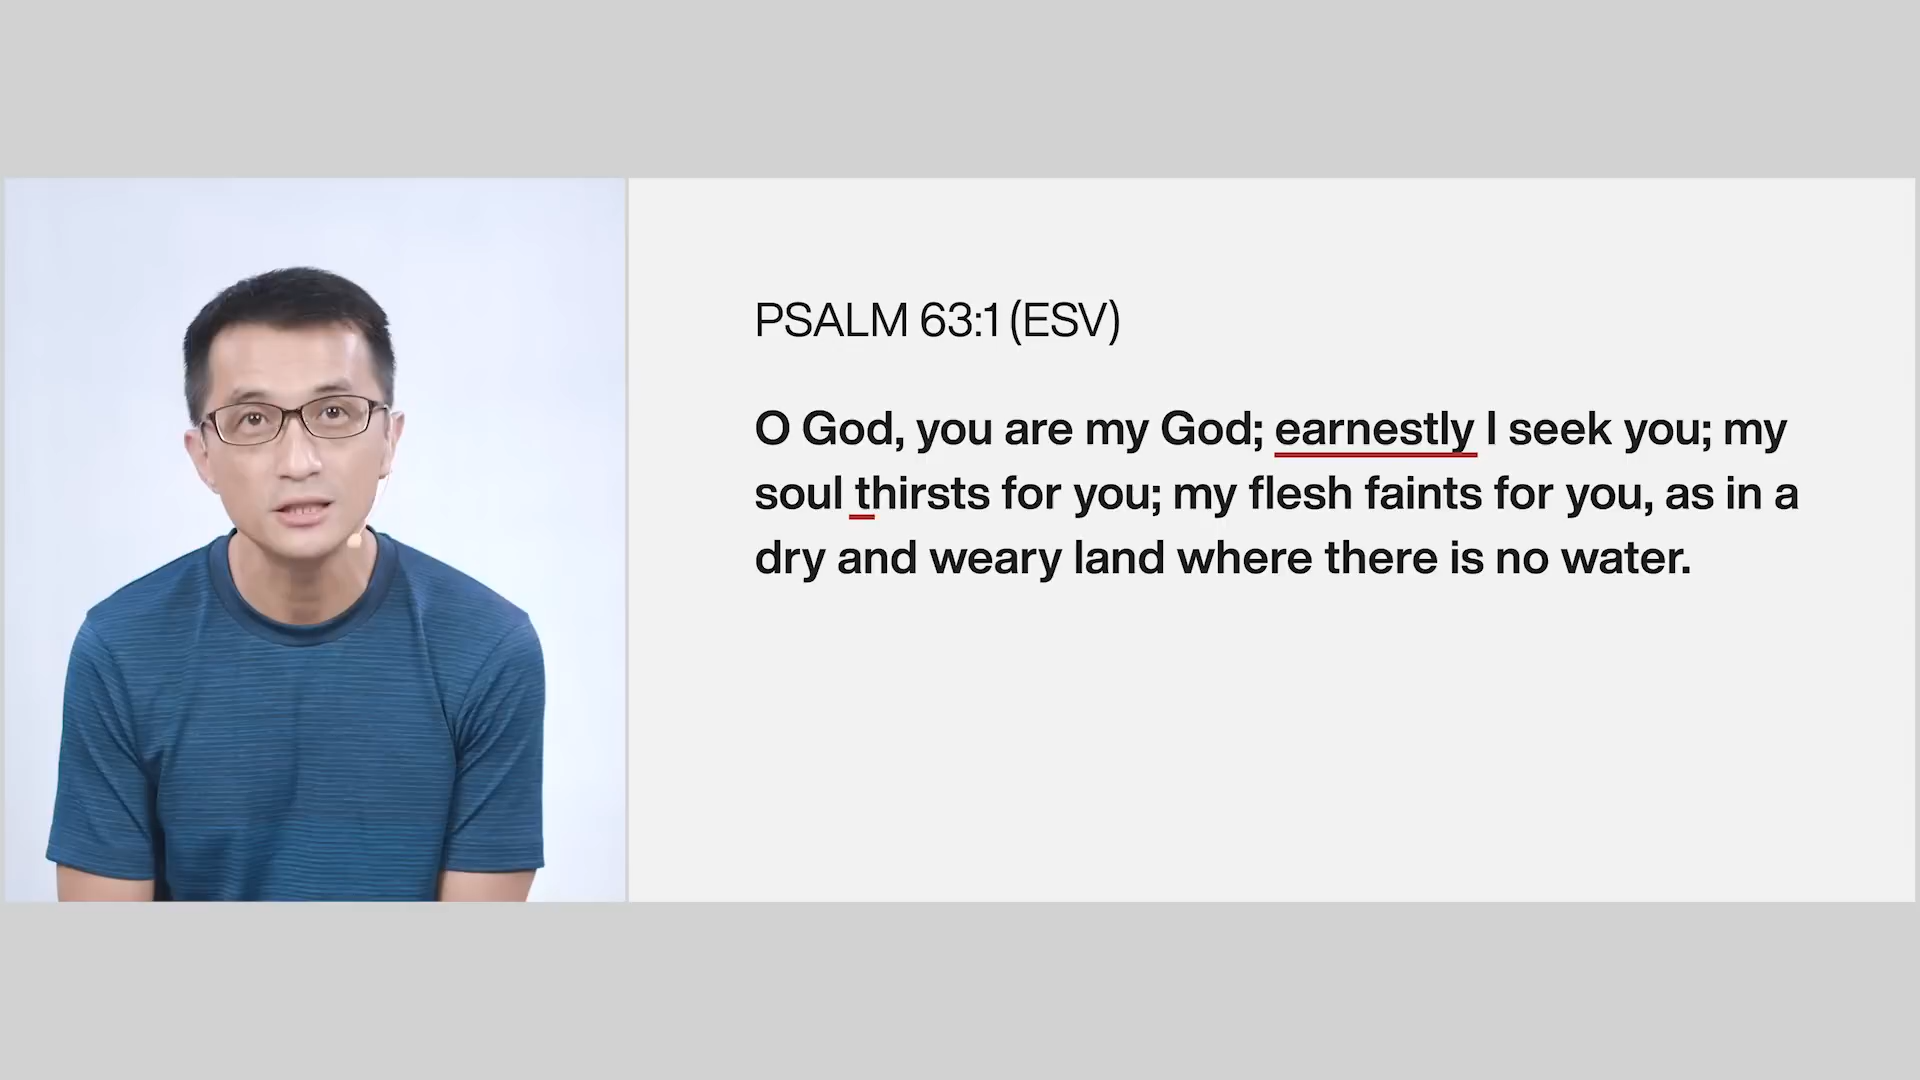 PSALM 63:1 (ESV)
O God, you are my God; earnestly I seek you; my
soul thirsts for you; my flesh faints for you, as in a
dry and weary land where there is no water.